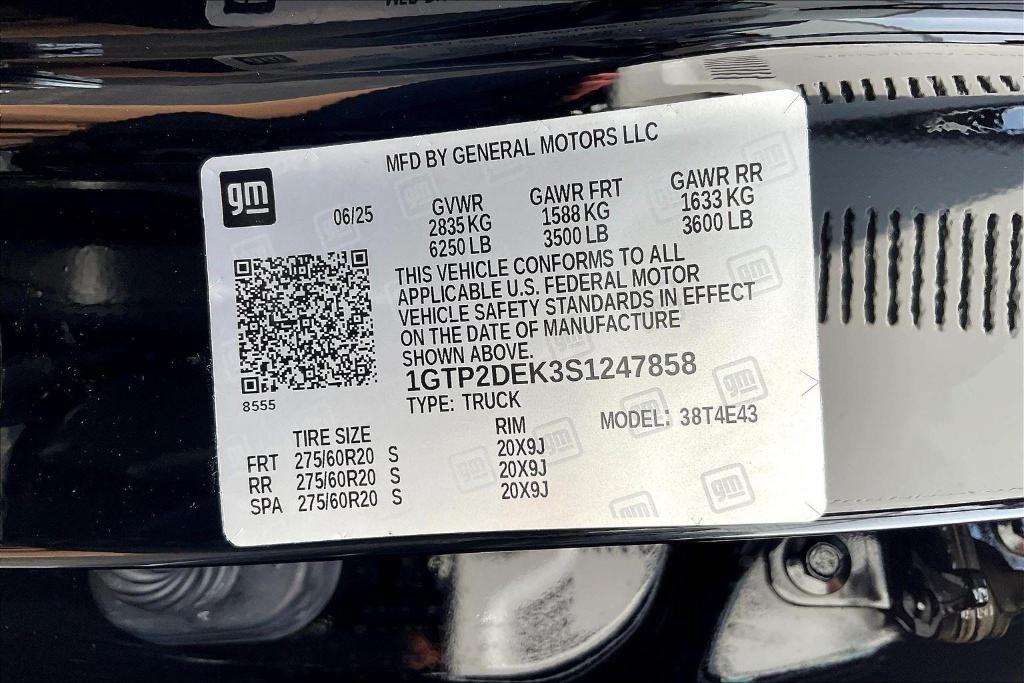 MFD BY GENERAL MOTORS LLC
gm
06/25
GVWR GAWR FRT GAWR RR
2835 KG 1588 KG 1633 KG
6250 LB 3500 LB 3600 LB
THIS VEHICLE CONFORMS TO ALL
APPLICABLE U.S. FEDERAL MOTOR
VEHICLE SAFETY STANDARDS IN EFFECT
ON THE DATE OF MANUFACTURE
SHOWN ABOVE.
1GTP2DEK3S1247858
8555
TYPE: TRUCK
MODEL: 38T4E43
TIRE SIZE RIM
FRT 275/60R20 S 20X9J
RR 275/60R20 S 20X9J
SPA 275/60R20 S 20X9J